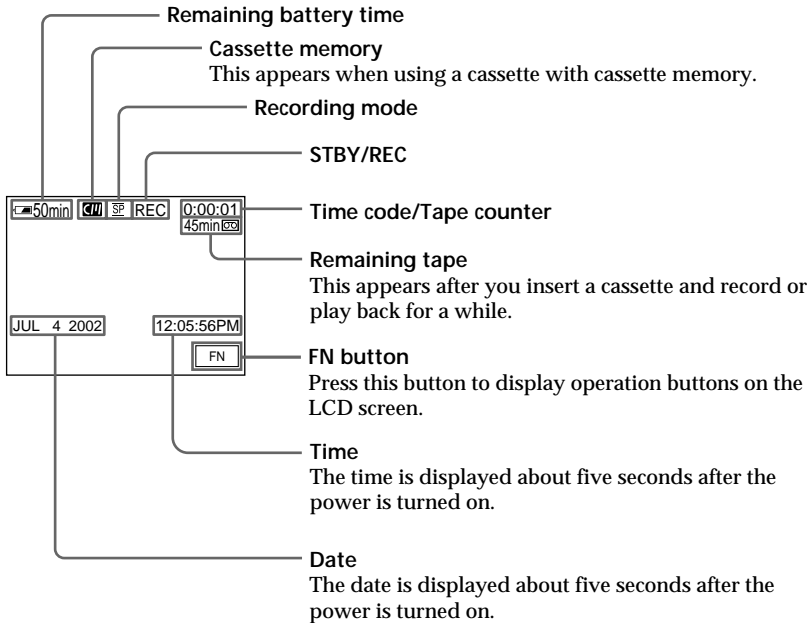 Remaining battery time
Cassette memory
This appears when using a cassette with cassette memory.
Recording mode
STBY/REC
50min SP REC 0:00:01
Time code/Tape counter
45min
Remaining tape
This appears after you insert a cassette and record or
play back for a while.
JUL 4 2002 12:05:56PM
FN
FN button
Press this button to display operation buttons on the
LCD screen.
Time
The time is displayed about five seconds after the
power is turned on.
Date
The date is displayed about five seconds after the
power is turned on.